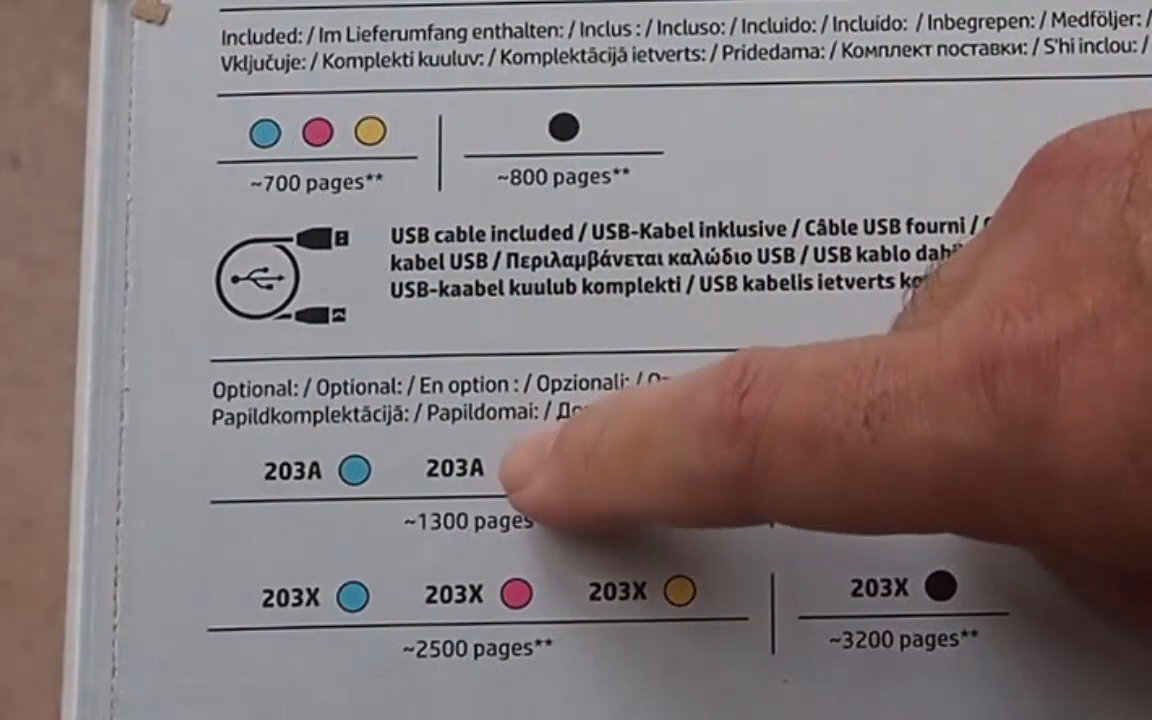 Included: / Im Lieferumfang enthalten: / Inclus : / Incluso: / Incluido: / Incluído: / Inbegrepen: / Medföljer: /
Vključuje: / Komplekti kuuluv: / Komplektācijā ietverts: / Pridedama: / Комплект поставки: / S'hi inclou: /
~700 pages**
~800 pages**
USB cable included / USB-Kabel inklusive / Câble USB fourni /
kabel USB / Περιλαμβάνεται καλώδιο USB / USB kablo
USB-kaabel kuulub komplekti / USB kabelis ietverts
Optional: / Optional: / En option : / Opzionali: /
Papildkomplektācijā: / Papildomai: /
203A 203A
~1300 pages
203X 203X 203X 203X
~2500 pages**
~3200 pages**